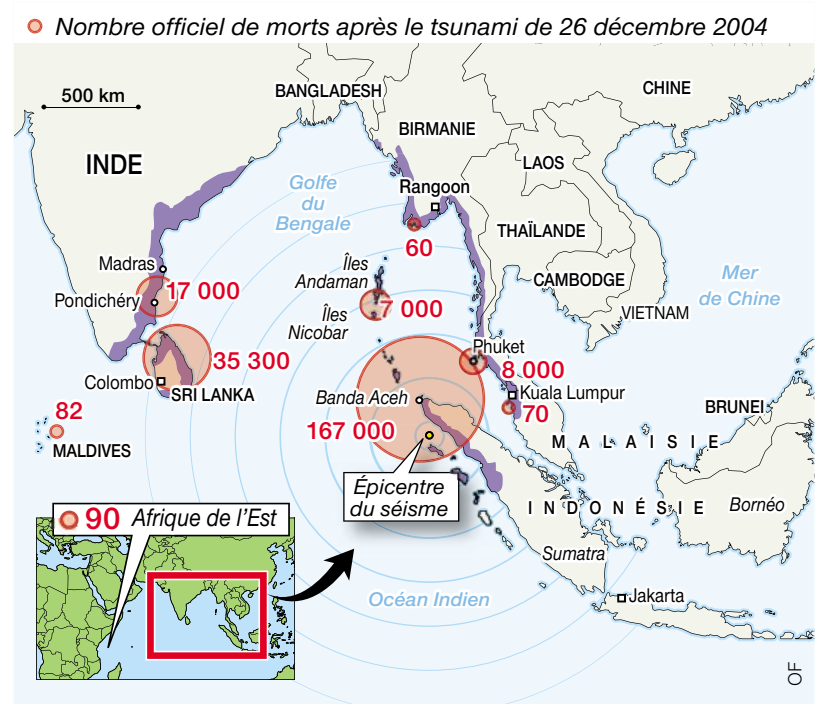 Nombre officiel de morts après le tsunami de 26 décembre 2004
500 km
BANGLADESH
CHINE
BIRMANIE
INDE
LAOS
Golfe
du
Bengale
Rangoon
THAÏLANDE
60
Madras
Îles
Andaman
CAMBODGE
Mer
de Chine
17 000
Pondichéry
7 000
Îles
Nicobar
VIETNAM
Phuket
35 300
8 000
Colombo
SRI LANKA
Banda Aceh
Kuala Lumpur
70
BRUNEI
82
167 000
MALDIVES
MALAISIE
Épicentre
du séisme
INDONÉSIE
Bornéo
90 Afrique de l'Est
Sumatra
Océan Indien
Jakarta
OF